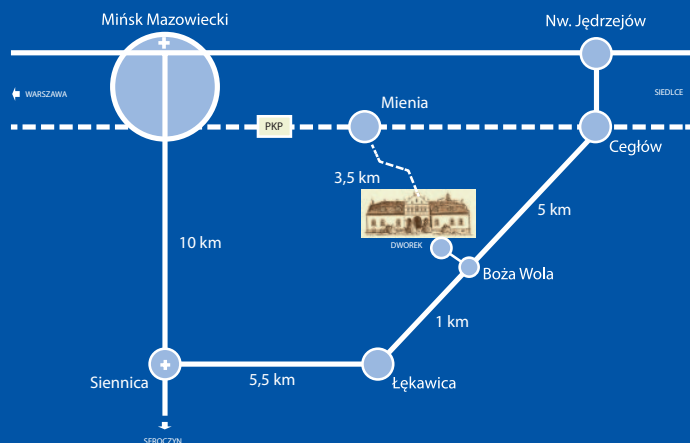 Mińsk Mazowiecki
Nw. Jędrzejów
WARSZAWA
SIEDLCE
PKP
Mienia
Cegłów
3,5 km
5 km
10 km
DWOREK
Boża Wola
1 km
Siennica
5,5 km
Łękawica
SEROCZYN